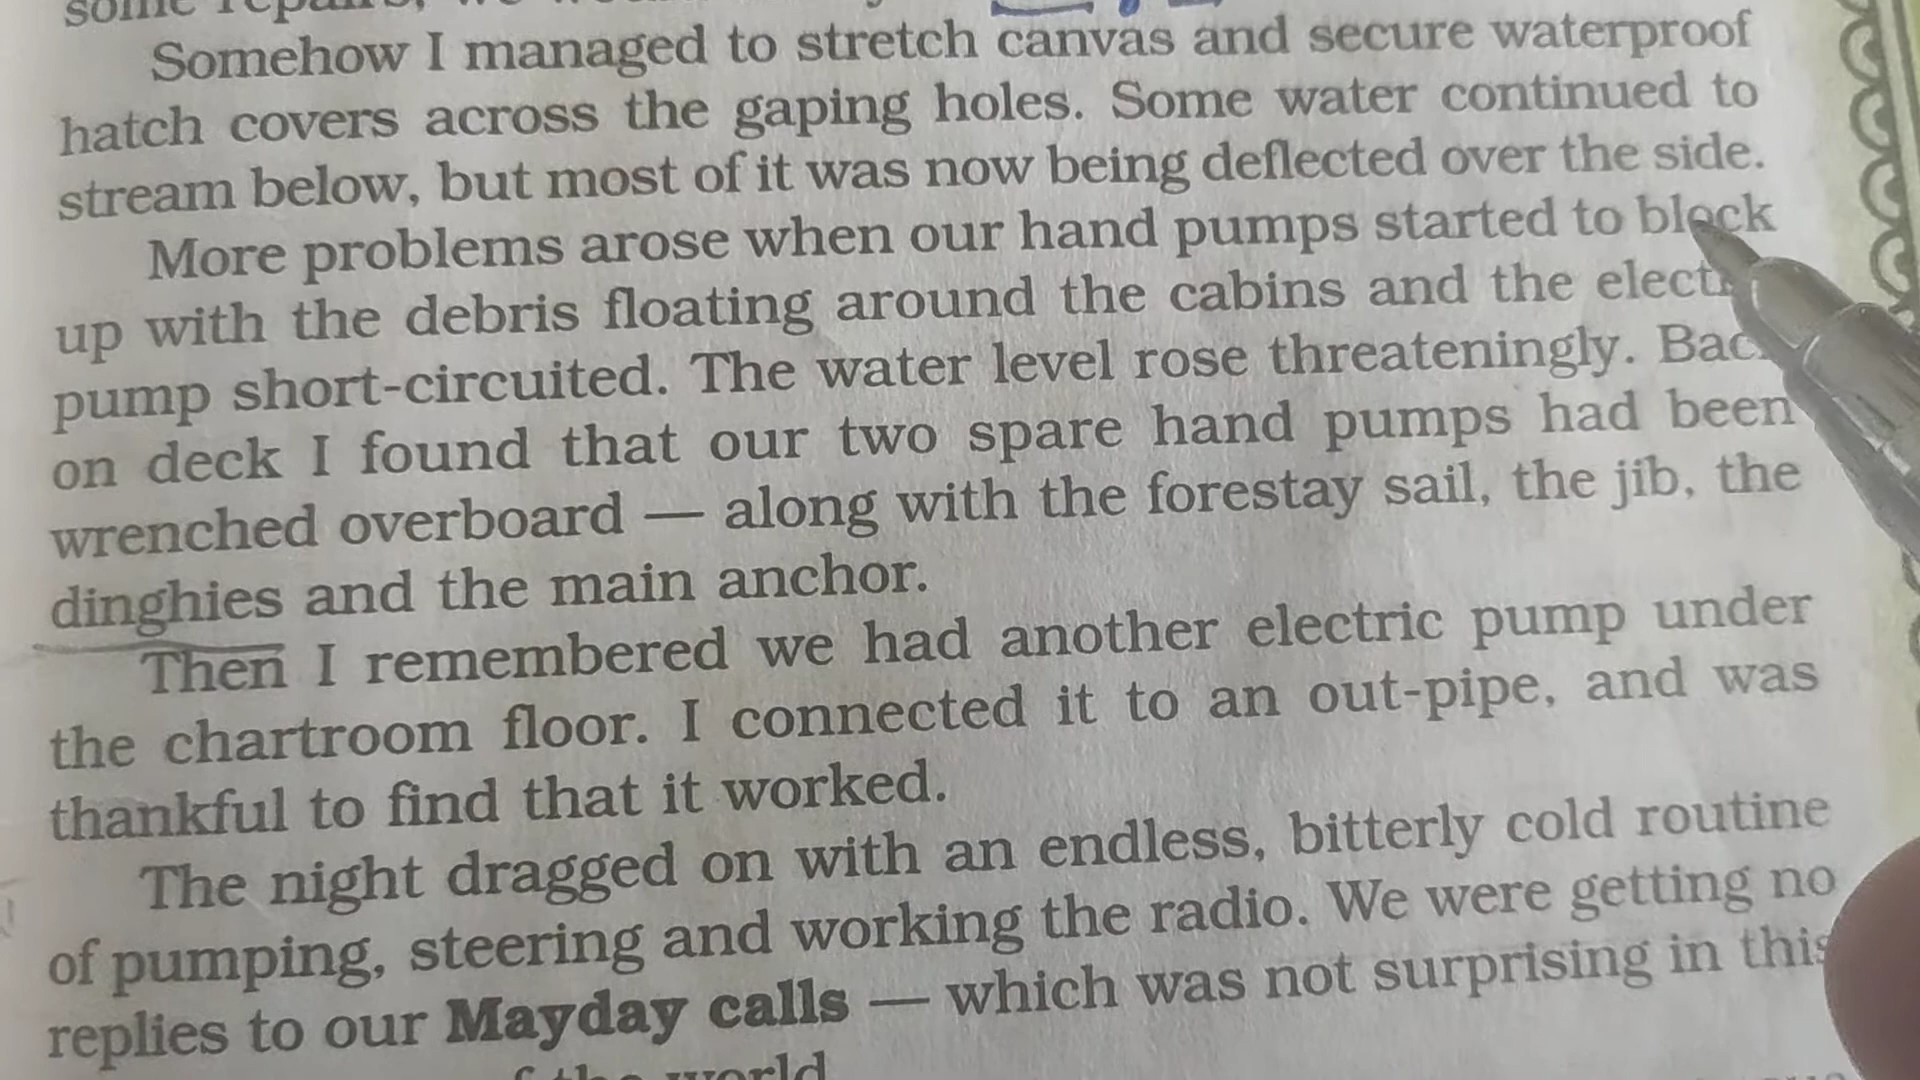 some
Somehow I managed to stretch canvas and secure waterproof
hatch covers across the gaping holes. Some water continued to
stream below, but most of it was now being deflected over the side.
More problems arose when our hand pumps started to block
up with the debris floating around the cabins and the
pump short-circuited. The water level rose threateningly.
on deck I found that our two spare hand pumps had been
wrenched overboard — along with the forestay sail, the jib, the
dinghies and the main anchor.
Then I remembered we had another electric pump under
the chartroom floor. I connected it to an out-pipe, and was
thankful to find that it worked.
The night dragged on with an endless, bitterly cold routine
of pumping, steering and working the radio. We were getting no
replies to our Mayday calls — which was not surprising in this
the world